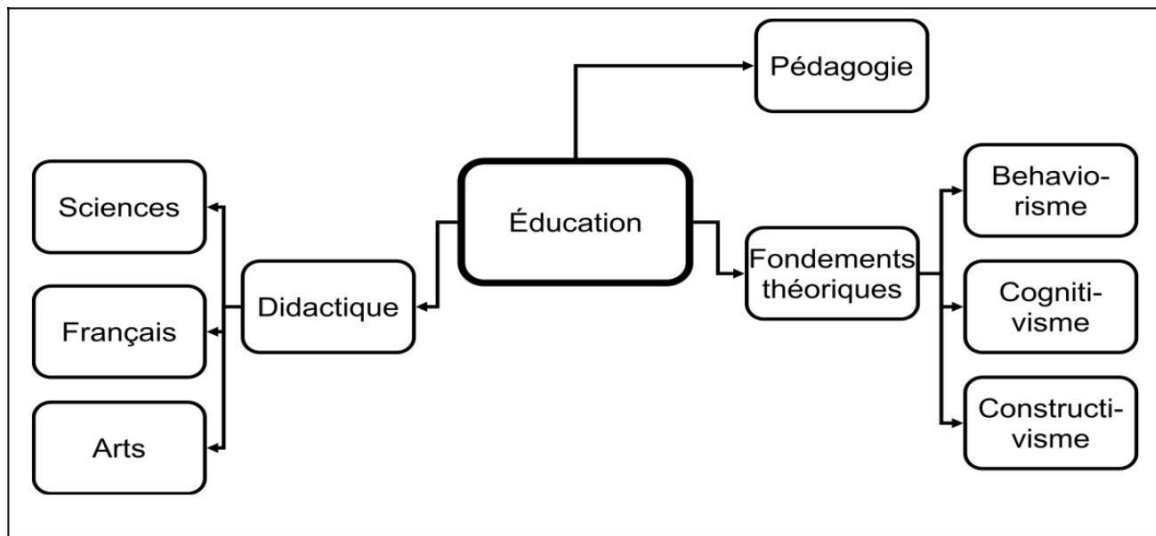 Pédagogie
Éducation
Sciences
Français
Arts
Didactique
Fondements
théoriques
Behavio-
risme
Cogniti-
visme
Constructi-
visme